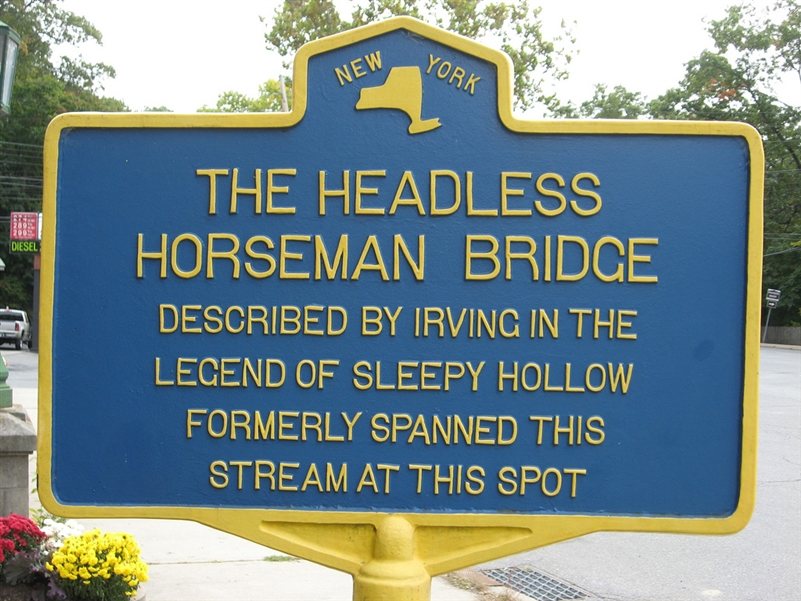 NEW YORK
THE HEADLESS
HORSEMAN BRIDGE
DESCRIBED BY IRVING IN THE
LEGEND OF SLEEPY HOLLOW
FORMERLY SPANNED THIS
STREAM AT THIS SPOT
DIESEL